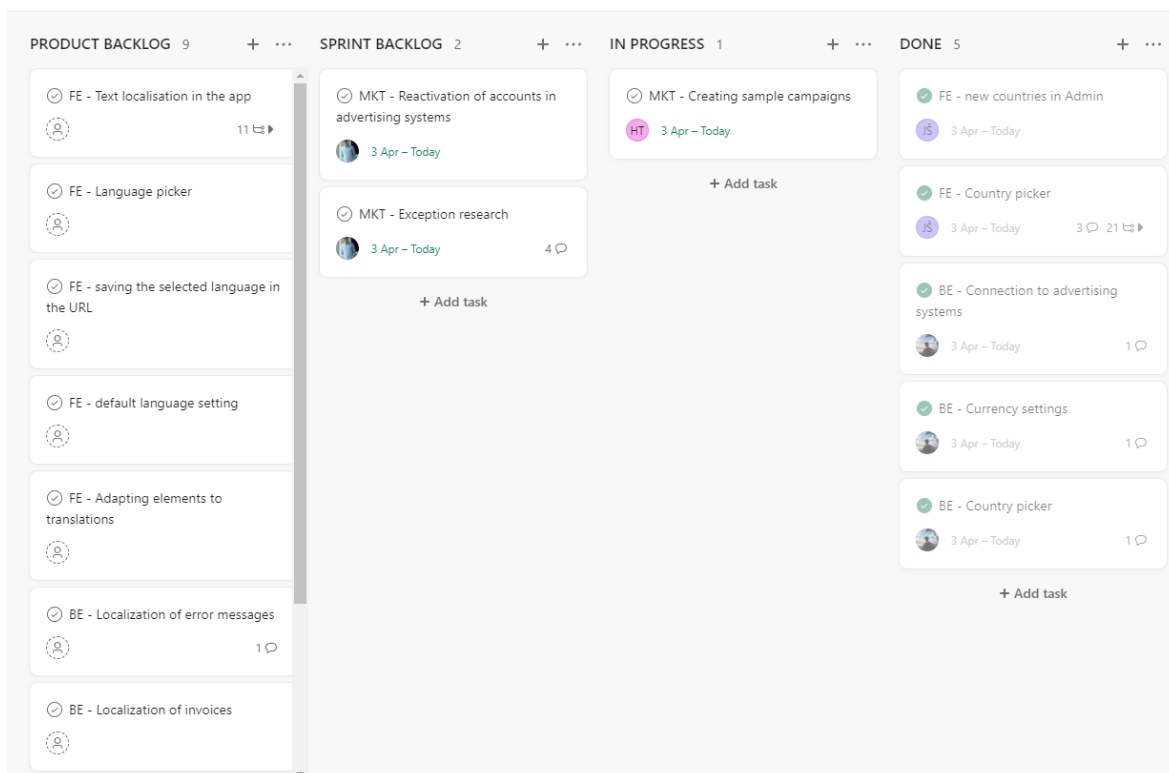 PRODUCT BACKLOG 9
FE - Text localisation in the app
11
FE - Language picker
FE - saving the selected language in
the URL
FE - default language setting
FE - Adapting elements to
translations
BE - Localization of error messages
1
BE - Localization of invoices
SPRINT BACKLOG 2
MKT - Reactivation of accounts in
advertising systems
3 Apr – Today
MKT - Exception research
3 Apr – Today
4
+ Add task
IN PROGRESS 1
MKT - Creating sample campaigns
HT
3 Apr – Today
+ Add task
DONE 5
FE - new countries in Admin
JŠ
3 Apr – Today
FE - Country picker
JŠ
3 Apr – Today
3
21
BE - Connection to advertising
systems
3 Apr – Today
1
BE - Currency settings
3 Apr – Today
1
BE - Country picker
3 Apr – Today
1
+ Add task